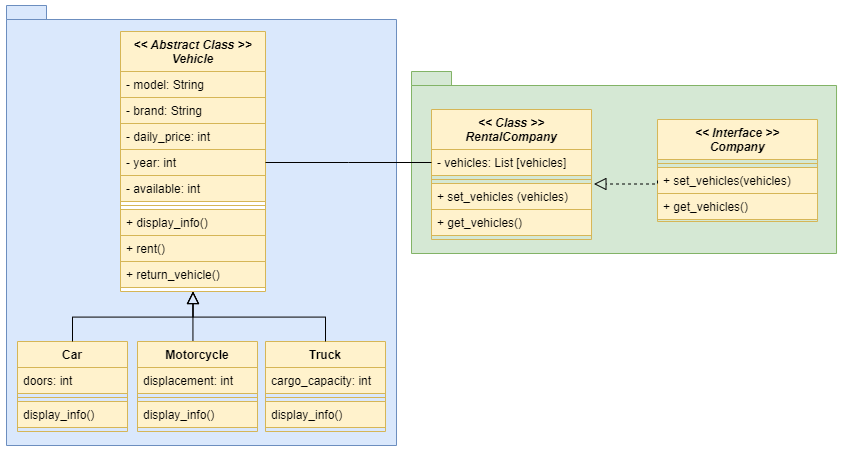 << Abstract Class >>
Vehicle
- model: String
- brand: String
- daily_price: int
- year: int
- available: int
+ display_info()
+ rent()
+ return_vehicle()
Car
doors: int
display_info()
Motorcycle
displacement: int
display_info()
Truck
cargo_capacity: int
display_info()
<< Class >>
RentalCompany
- vehicles: List [vehicles]
+ set_vehicles (vehicles)
+ get_vehicles()
<< Interface >>
Company
+ set_vehicles(vehicles)
+ get_vehicles()